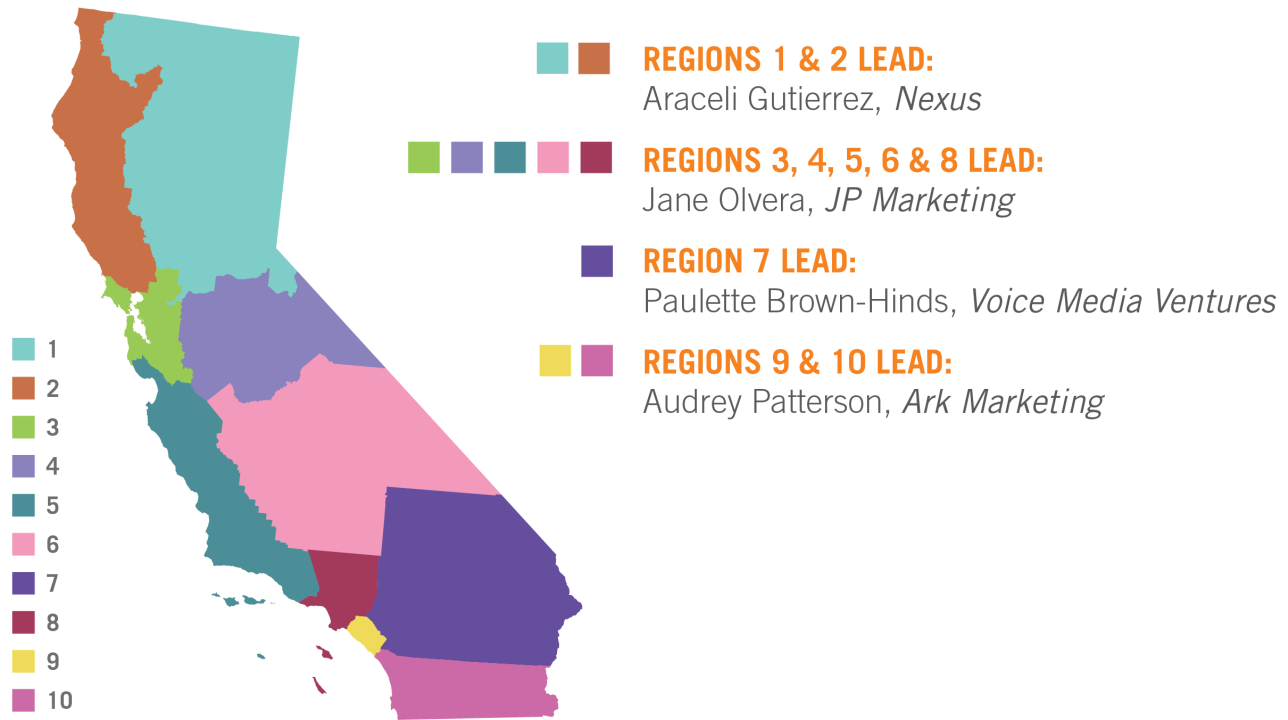 REGIONS 1 & 2 LEAD:
Araceli Gutierrez, Nexus
REGIONS 3, 4, 5, 6 & 8 LEAD:
Jane Olvera, JP Marketing
REGION 7 LEAD:
Paulette Brown-Hinds, Voice Media Ventures
REGIONS 9 & 10 LEAD:
Audrey Patterson, Ark Marketing
1
2
3
4
5
6
7
8
9
10